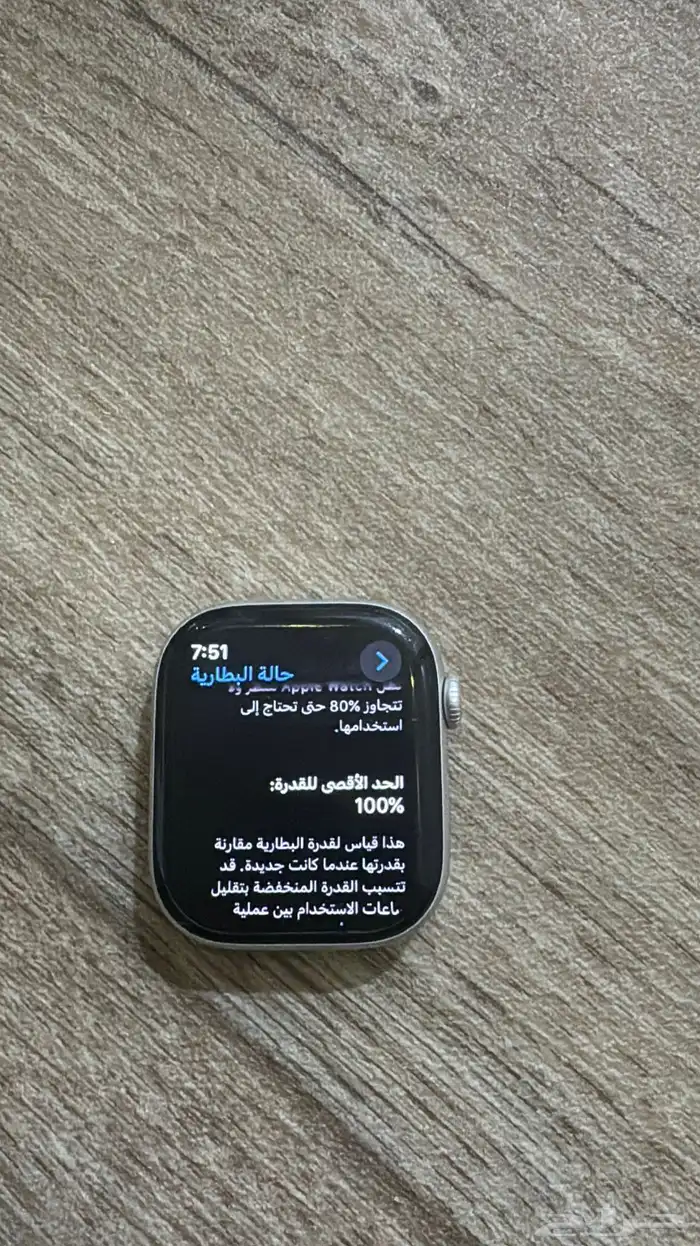 7:51
حالة البطارية
Apple Watch
تتجاوز 80% حتى تحتاج إلى
استخدامها.
الحد الأقصى للقدرة:
100%
هذا قياس لقدرة البطارية مقارنة
بقدرتها عندما كانت جديدة. قد
تتسبب القدرة المنخفضة بتقليل
الاستخدام بين عملية
حراج